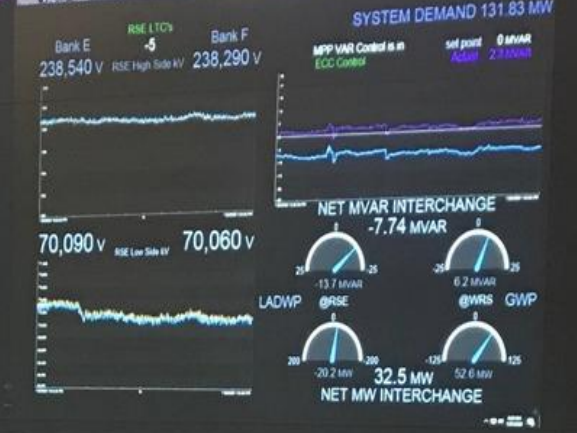 SYSTEM DEMAND 131.83 MW
RSE LTC's
-5
Bank E
Bank F
238,540 V
RSE High Side kV
238,290 V
MPP VAR Control is in
ECC Control
set point 0 MVAR
Actual
NET MVAR INTERCHANGE
-7.74 MVAR
70,090 V
RSE Low Side kV
70,060 V
0
0
25
-25
-25
25
-13.7 MVAR
6.2 MVAR
LADWP @RSE
@WRS GWP
0
0
200
-200
-125
125
-20.2 MW
52.6 MW
32.5 MW
NET MW INTERCHANGE